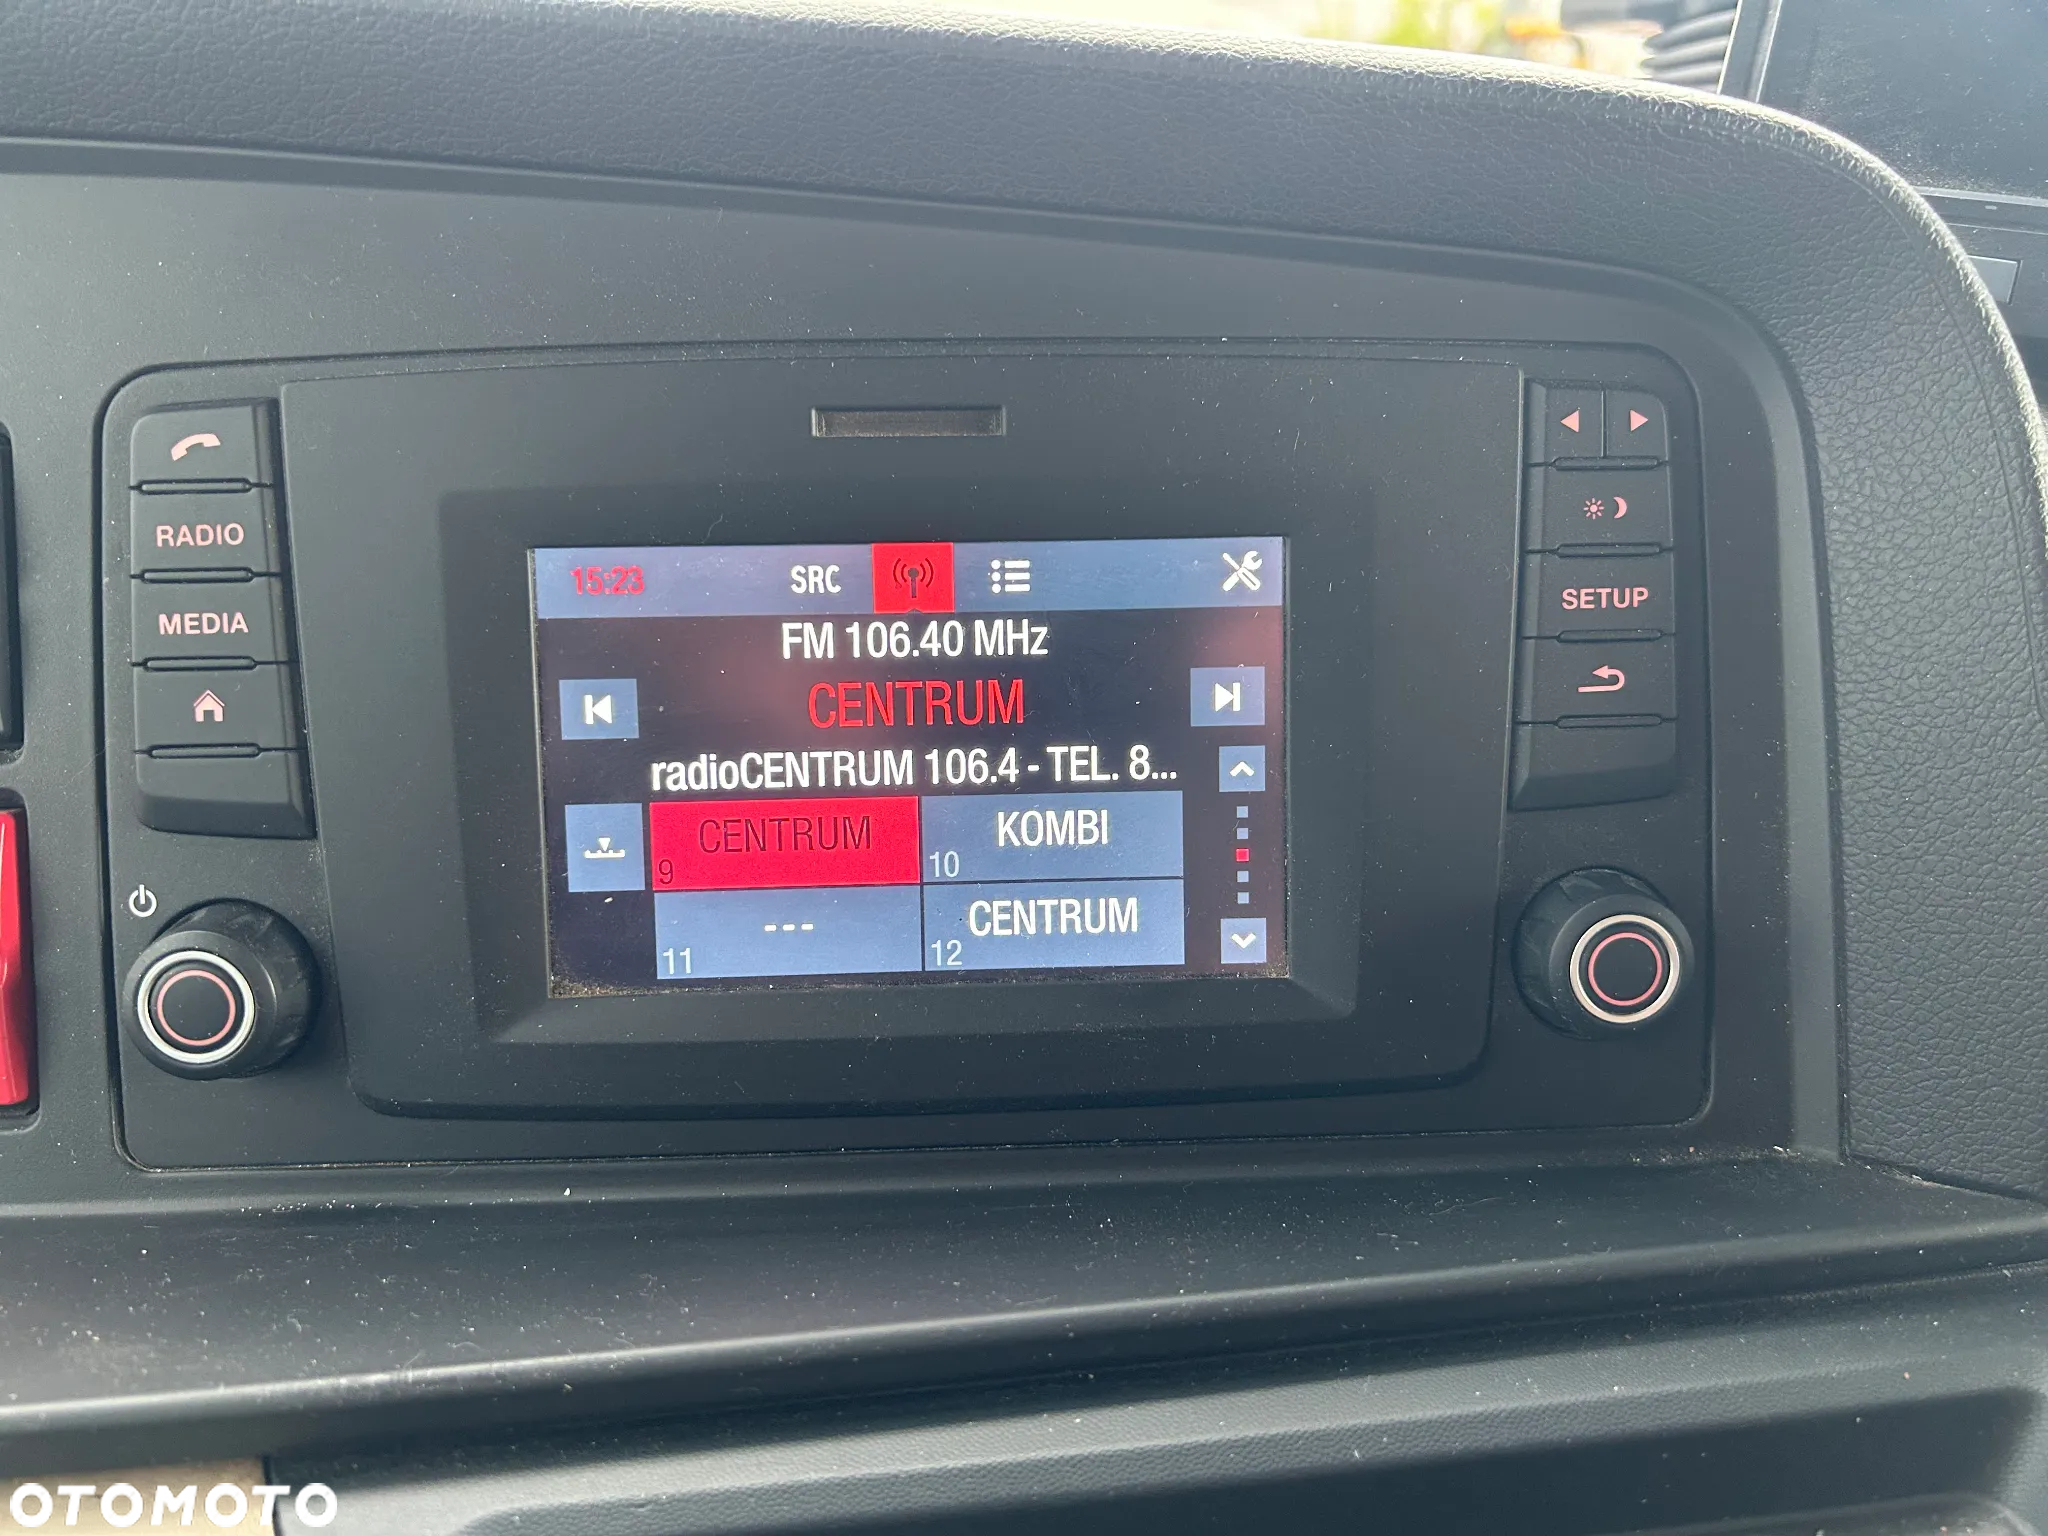 RADIO
MEDIA
SETUP
15:23 SRC
FM 106.40 MHz
CENTRUM
radioCENTRUM 106.4 - TEL. 8...
CENTRUM
9
KOMBI
10
---
11
CENTRUM
12
OTOMOTO